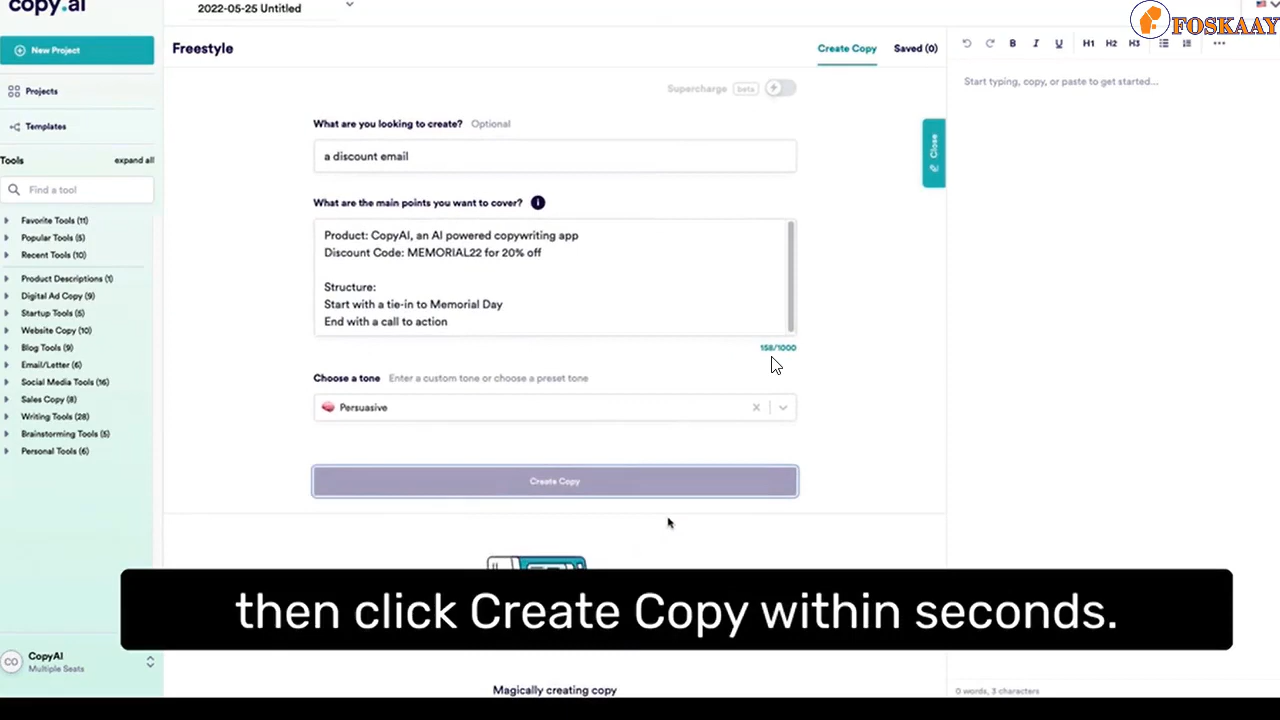 copy.ai
2022-05-25 Untitled
FOSKAAY
New Project
Projects
Templates
Tools
expand all
Find a tool
Favorite Tools (11)
Popular Tools (5)
Recent Tools (10)
Product Descriptions (1)
Digital Ad Copy (9)
Startup Tools (5)
Website Copy (10)
Blog Tools (9)
Email/Letter (6)
Social Media Tools (16)
Sales Copy (8)
Writing Tools (28)
Brainstorming Tools (5)
Personal Tools (6)
CO
CopyAI
Multiple Seats
Freestyle
Create Copy
Saved (0)
Supercharge beta
What are you looking to create? Optional
a discount email
What are the main points you want to cover? i
Product: CopyAI, an AI powered copywriting app
Discount Code: MEMORIAL22 for 20% off
Structure:
Start with a tie-in to Memorial Day
End with a call to action
158/1000
Choose a tone Enter a custom tone or choose a preset tone
Persuasive
Create Copy
Close
B I U H1 H2 H3
Start typing, copy, or paste to get started...
then click Create Copy within seconds.
Magically creating copy
0 words, 3 characters